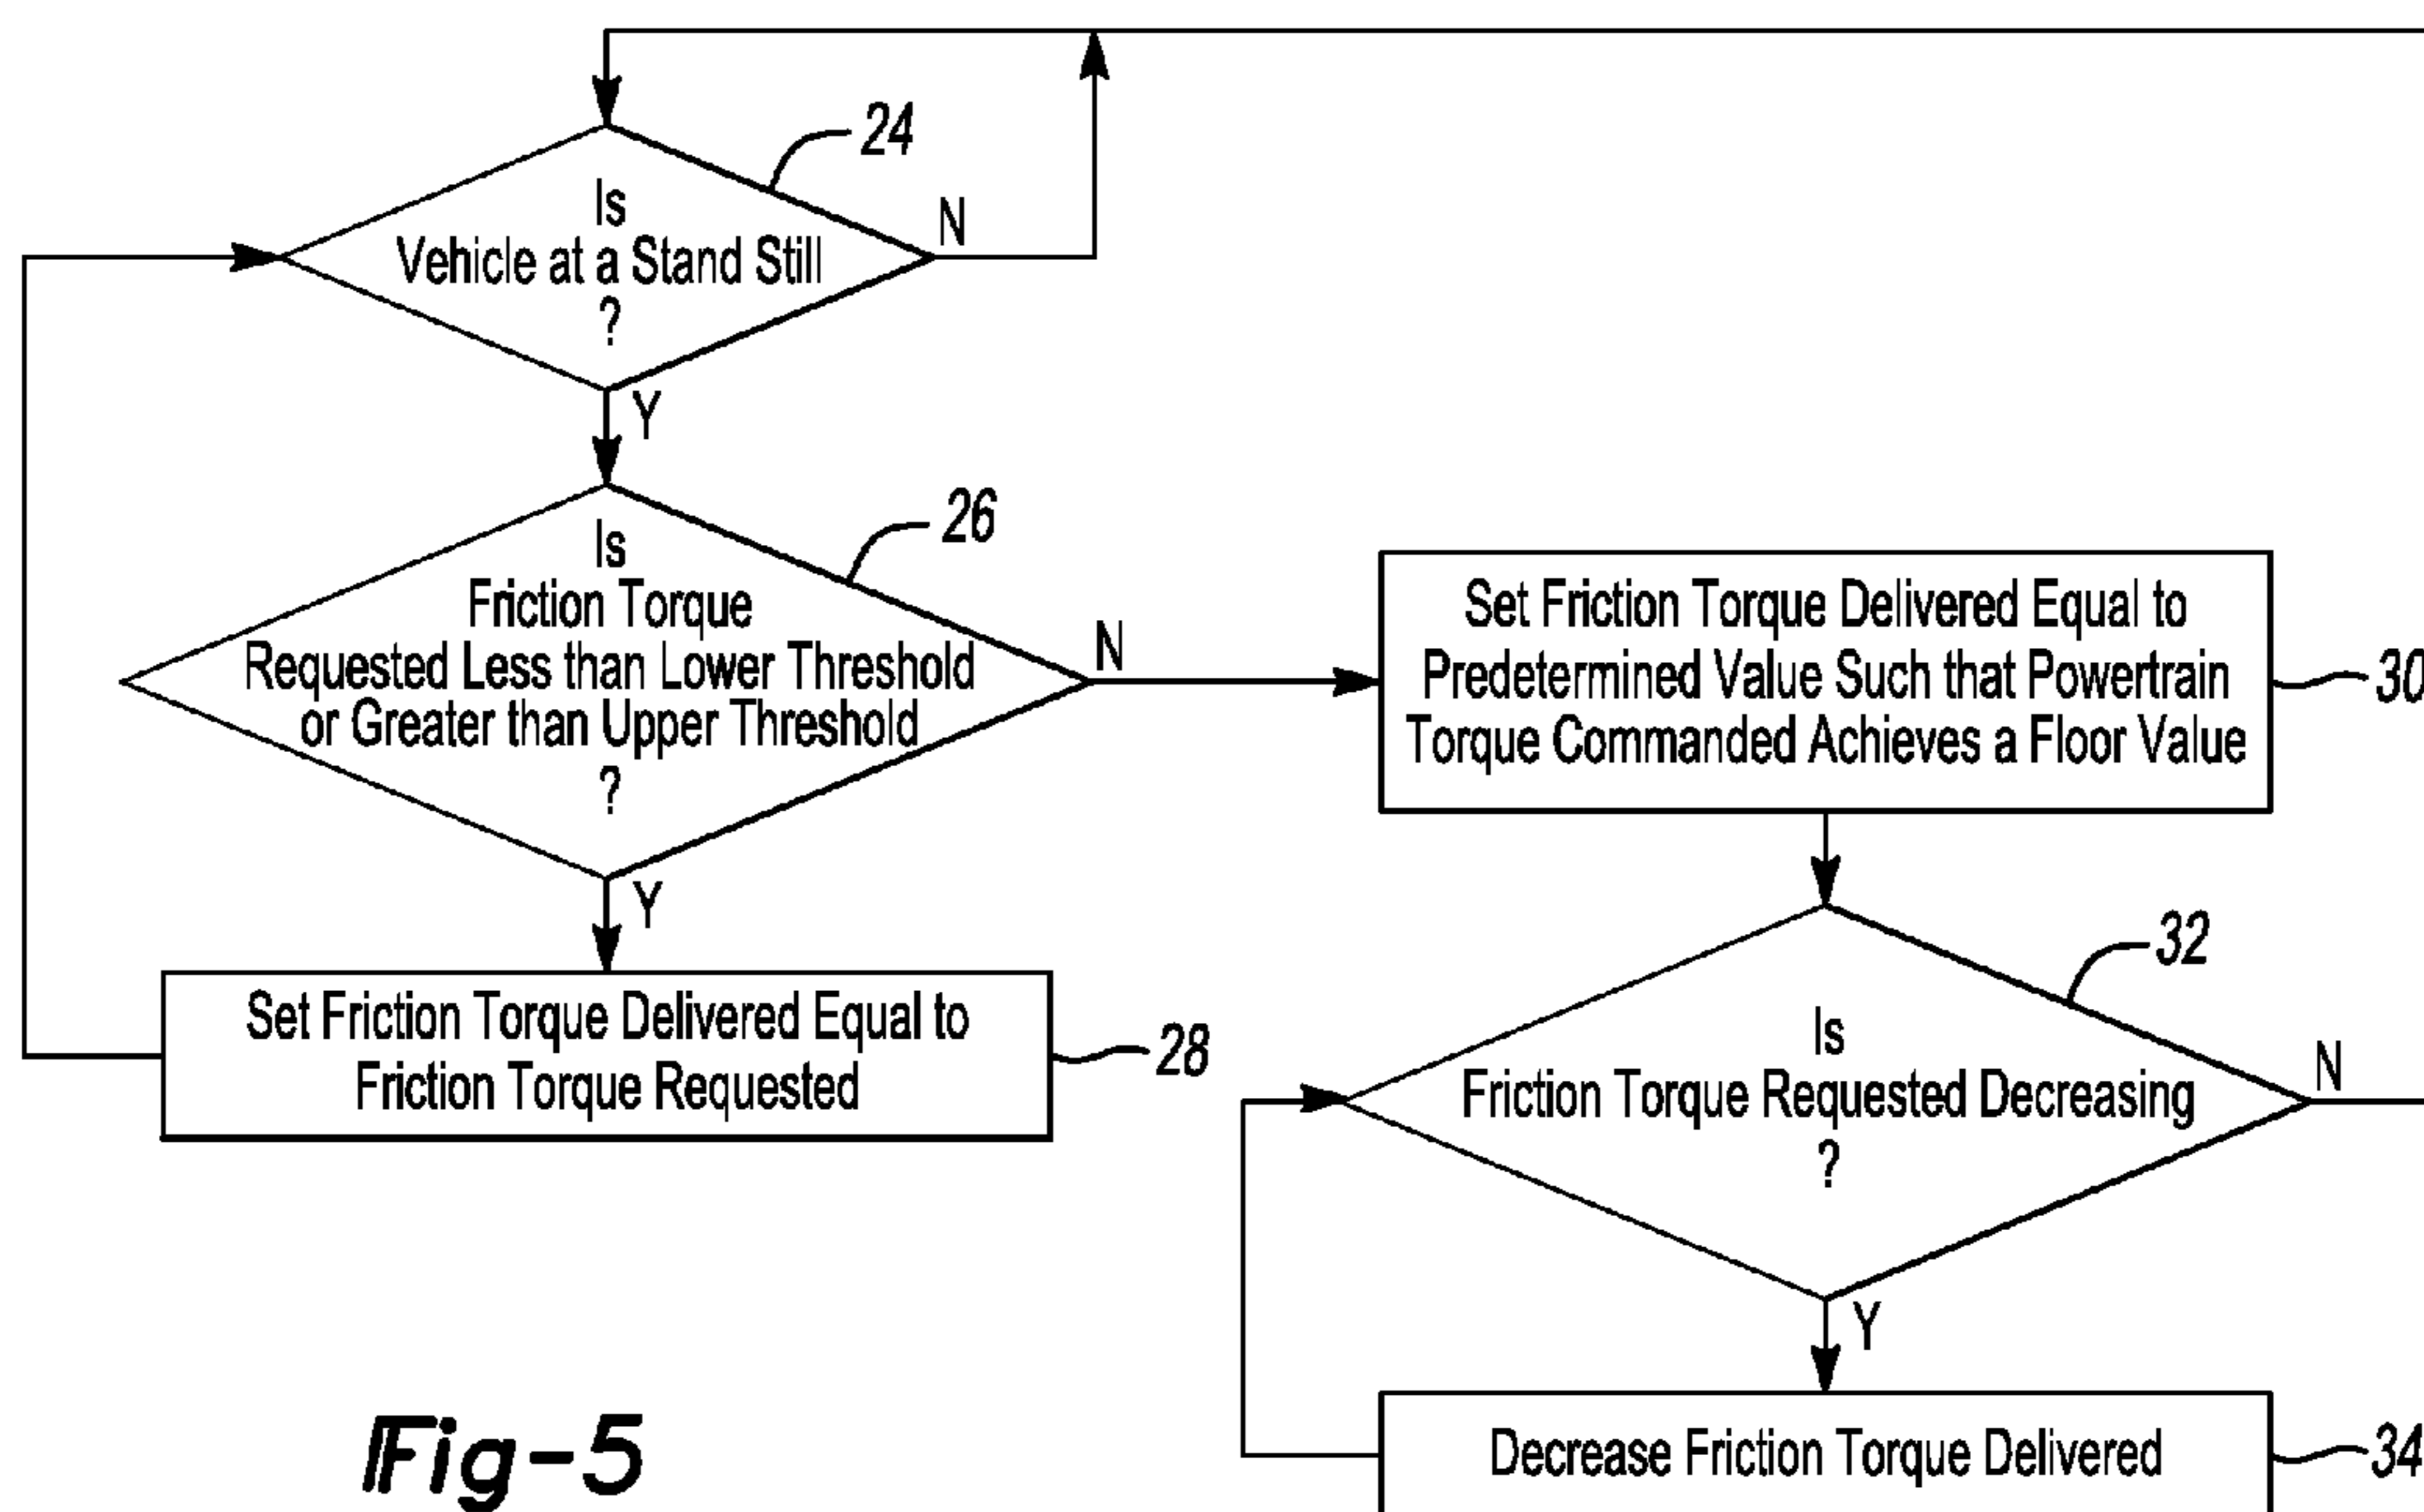 24
Is
Vehicle at a Stand Still
?
N
Y
26
Is
Friction Torque
Requested Less than Lower Threshold
or Greater than Upper Threshold
?
N
Y
Set Friction Torque Delivered Equal to
Friction Torque Requested
28
Set Friction Torque Delivered Equal to
Predetermined Value Such that Powertrain
Torque Commanded Achieves a Floor Value
30
32
Is
Friction Torque Requested Decreasing
?
N
Y
Decrease Friction Torque Delivered
34
Fig-5